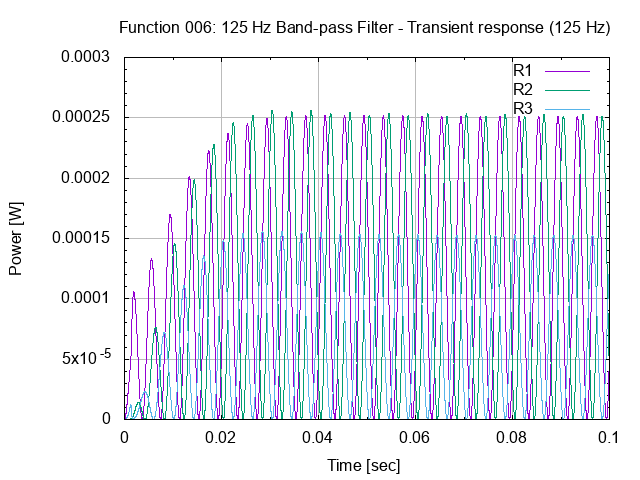 Function 006: 125 Hz Band-pass Filter - Transient response (125 Hz)
0.0003
R1
R2
R3
0.00025
0.0002
0.00015
0.0001
5x10-5
0
Power [W]
0 0.02 0.04 0.06 0.08 0.1
Time [sec]